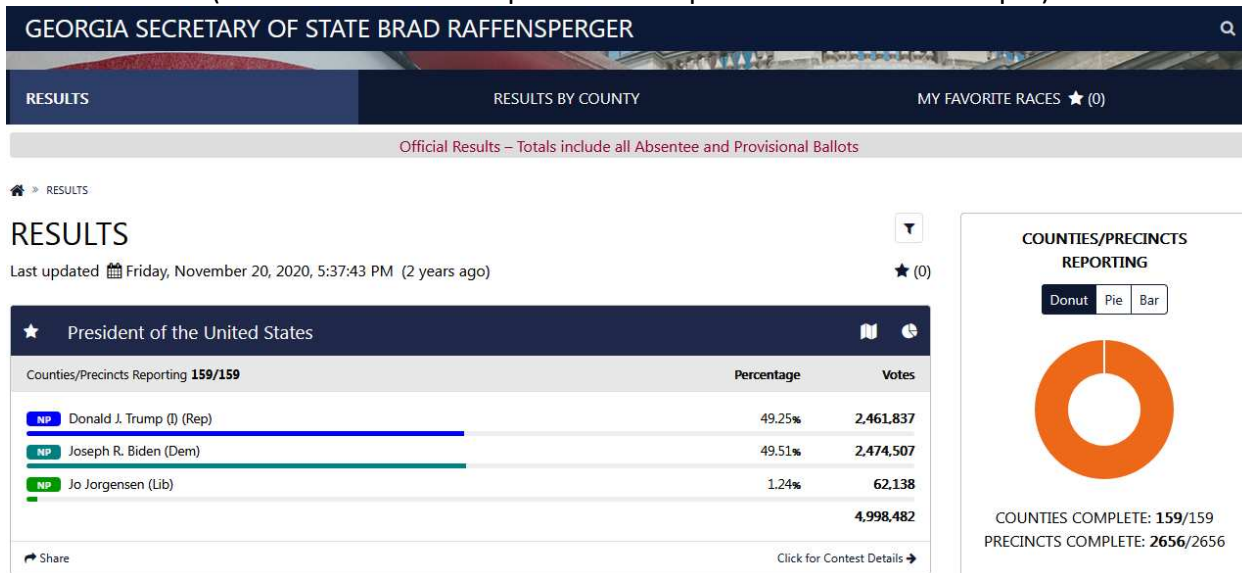 GEORGIA SECRETARY OF STATE BRAD RAFFENSPERGER
RESULTS RESULTS BY COUNTY MY FAVORITE RACES ★ (0)
Official Results – Totals include all Absentee and Provisional Ballots
» RESULTS
RESULTS
Last updated Friday, November 20, 2020, 5:37:43 PM (2 years ago) ★ (0)
★ President of the United States
Counties/Precincts Reporting 159/159 Percentage Votes
NP Donald J. Trump (I) (Rep) 49.25% 2,461,837
NP Joseph R. Biden (Dem) 49.51% 2,474,507
NP Jo Jorgensen (Lib) 1.24% 62,138
4,998,482
Share Click for Contest Details →
COUNTIES/PRECINCTS
REPORTING
Donut Pie Bar
COUNTIES COMPLETE: 159/159
PRECINCTS COMPLETE: 2656/2656